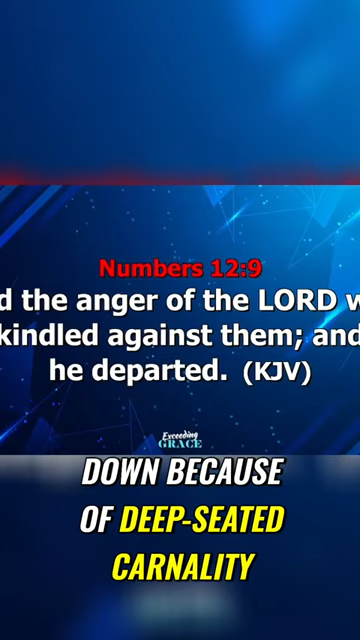 Numbers 12:9
d the anger of the LORD w
kindled against them; and
he departed. (KJV)
Exceeding
GRACE
DOWN BECAUSE
OF DEEP-SEATED
CARNALITY